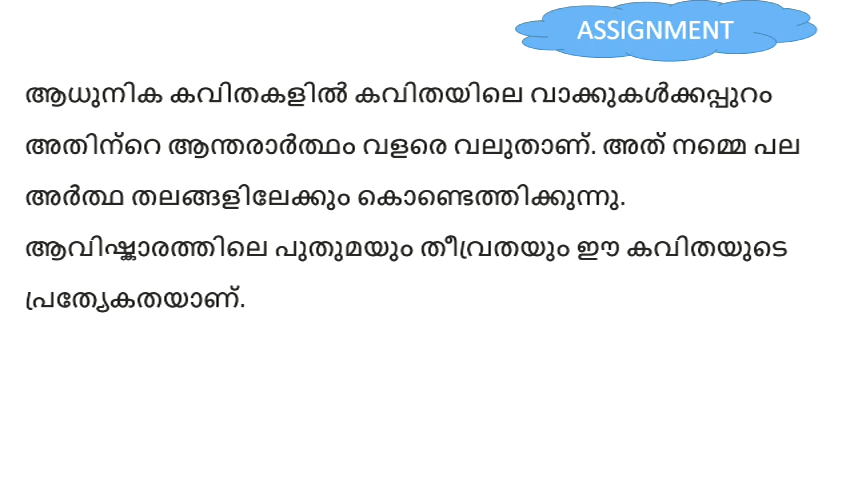 ASSIGNMENT
ആധുനിക കവിതകളിൽ കവിതയിലെ വാക്കുകൾക്കപ്പുറം
അതിന്റെ ആന്തരാർത്ഥം വളരെ വലുതാണ്. അത് നമ്മെ പല
അർത്ഥ തലങ്ങളിലേക്കും കൊണ്ടെത്തിക്കുന്നു.
ആവിഷ്കാരത്തിലെ പുതുമയും തീവ്രതയും ഈ കവിതയുടെ
പ്രത്യേകതയാണ്.